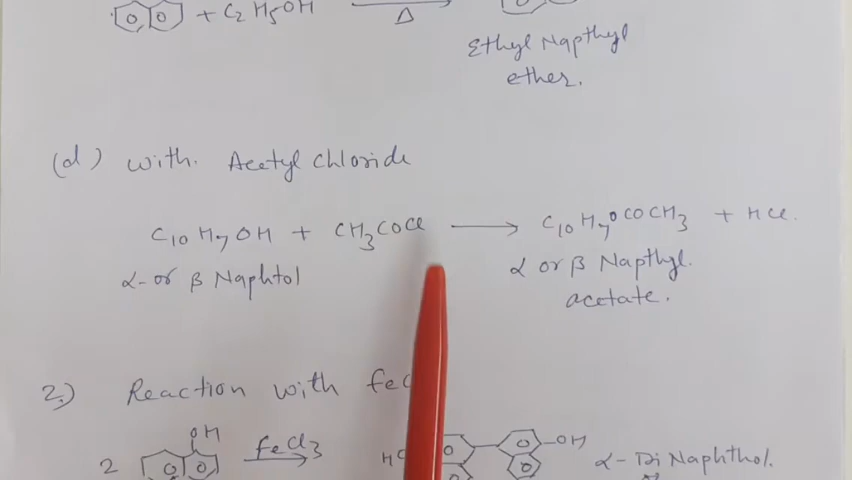 + C₂H₅OH
Δ
Ethyl Napthyl
ether.
(d) with. Acetyl chloride
C₁₀H₇OH + CH₃COCl ⟶ C₁₀H₇OCOCH₃ + HCl.
α- or β Naphtol
α or β Napthyl.
acetate.
2.) Reaction with
OH
2 FeCl₃ -OH α-Di Naphthol.